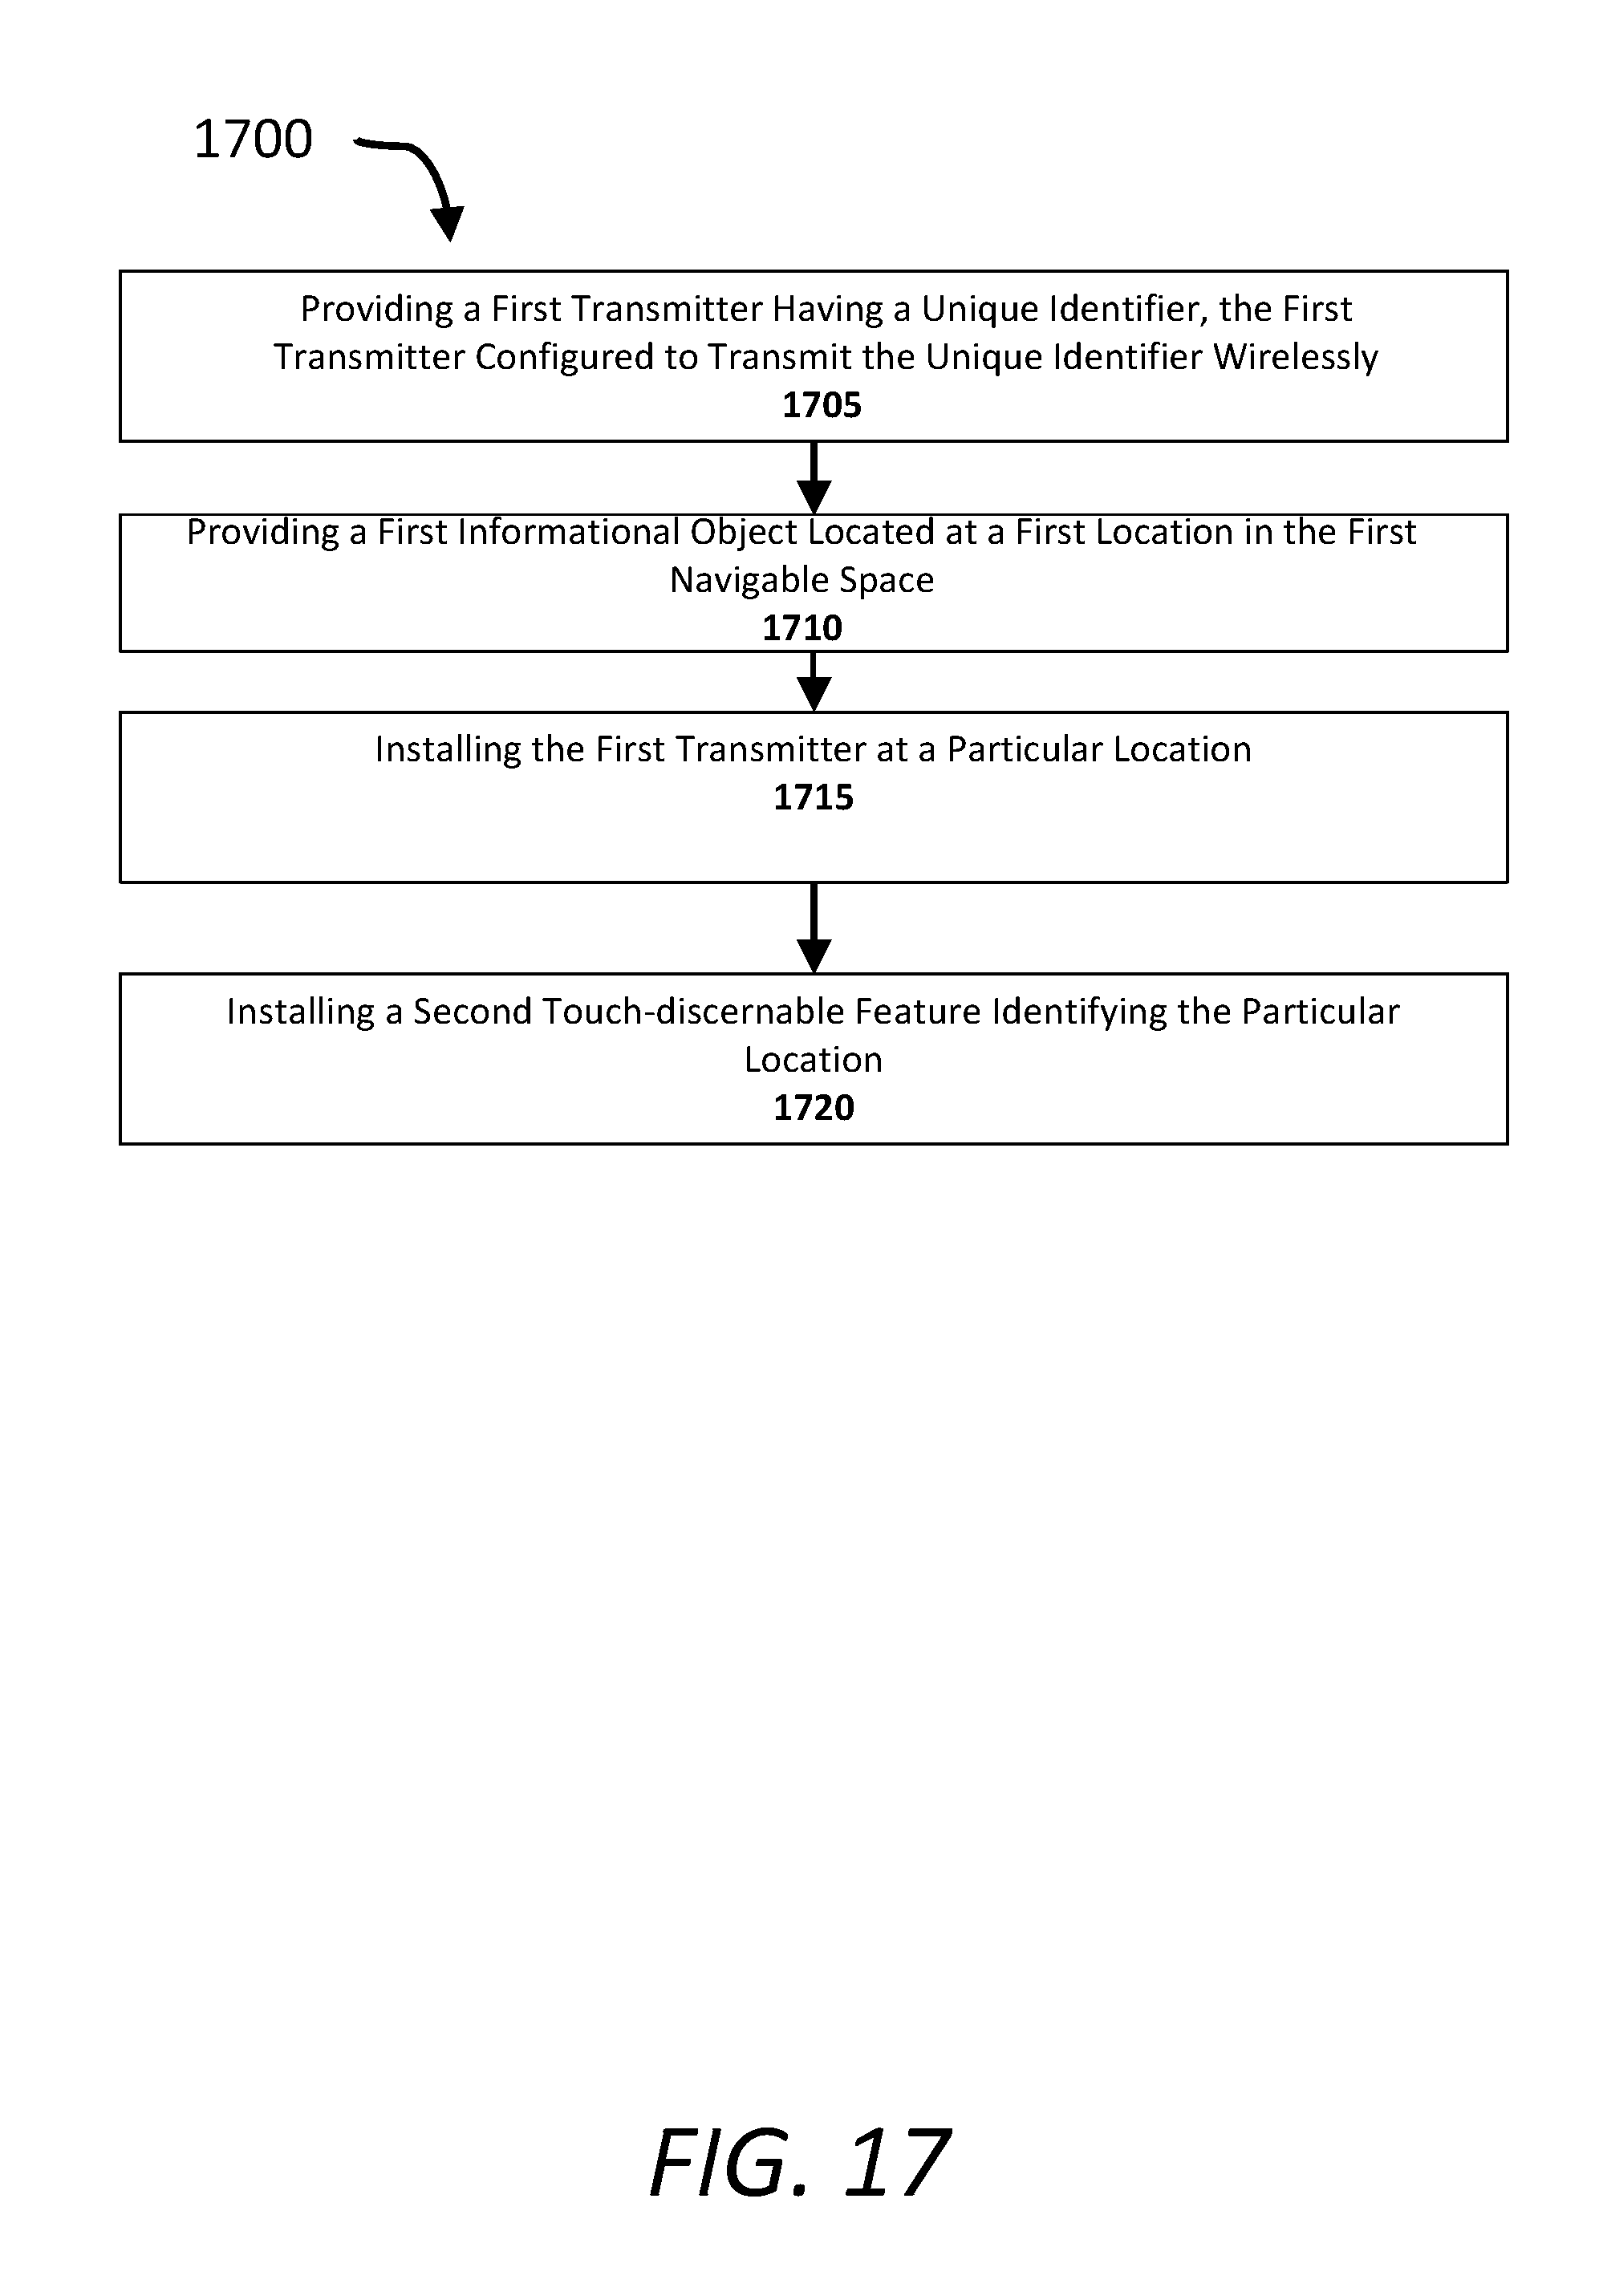 1700
Providing a First Transmitter Having a Unique Identifier, the First
Transmitter Configured to Transmit the Unique Identifier Wirelessly
1705
Providing a First Informational Object Located at a First Location in the First
Navigable Space
1710
Installing the First Transmitter at a Particular Location
1715
Installing a Second Touch-discernable Feature Identifying the Particular
Location
1720
FIG. 17